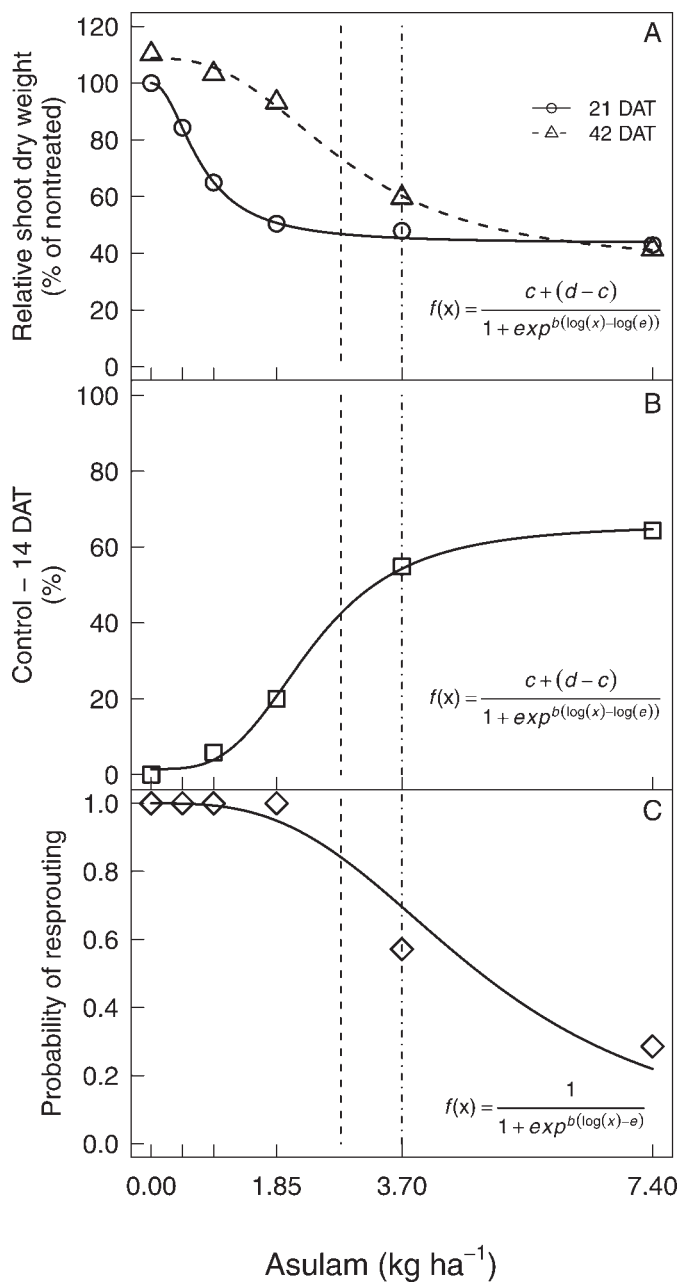 A
120
100
80
60
40
20
0
Relative shoot dry weight
(% of nontreated)
21 DAT
42 DAT
f(x) = c + (d – c) / 1 + exp^b(log(x)–log(e))
B
100
80
60
40
20
0
Control – 14 DAT
(%)
f(x) = c + (d – c) / 1 + exp^b(log(x)–log(e))
C
1.0
0.8
0.6
0.4
0.2
0.0
Probability of resprouting
f(x) = 1 / 1 + exp^b(log(x)–e)
0.00 1.85 3.70 7.40
Asulam (kg ha⁻¹)